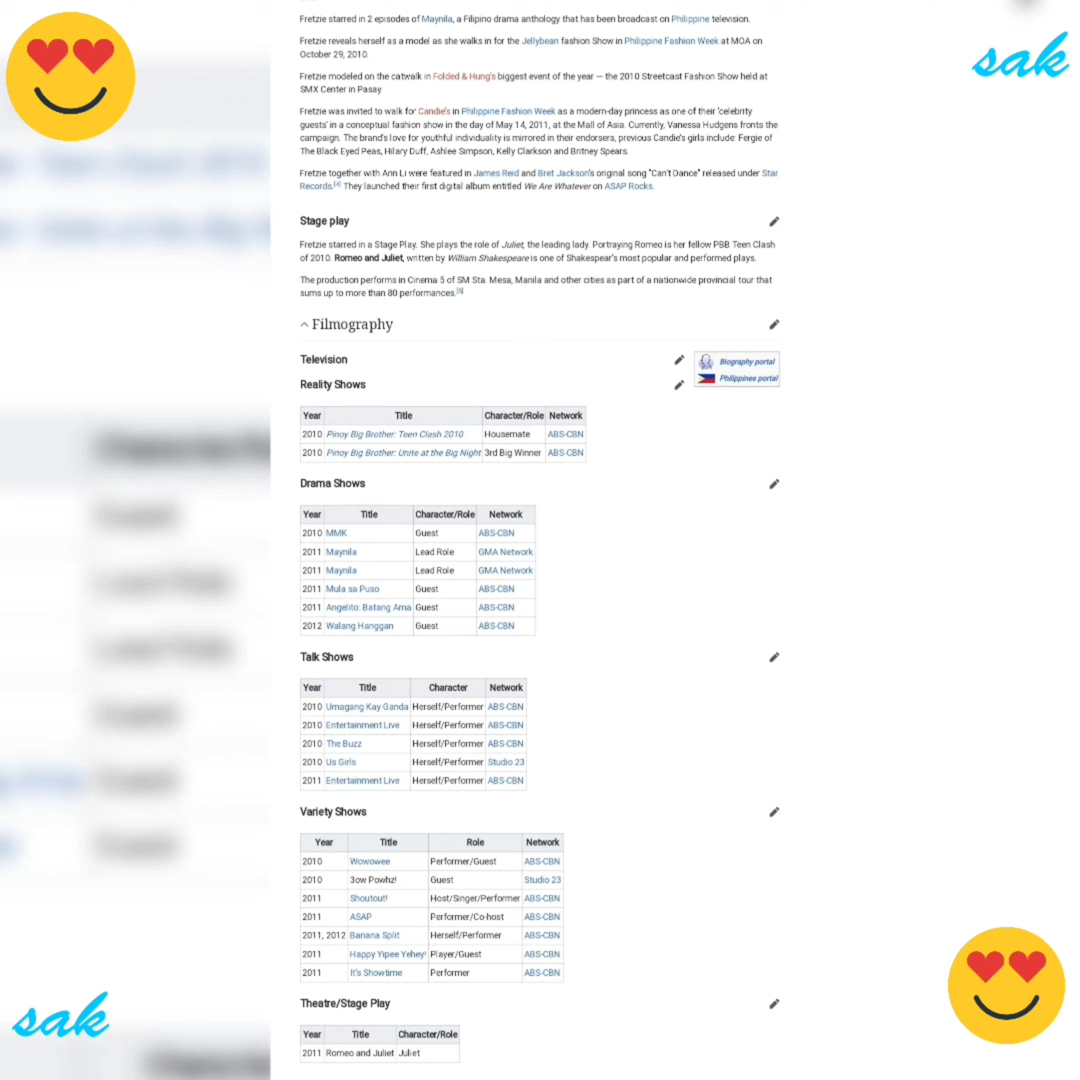 Fretzie starred in 2 episodes of Maynila, a Filipino drama anthology that has been broadcast on Philippine television.
Fretzie reveals herself as a model as she walks in for the Jellybean fashion Show in Philippine Fashion Week at MOA on
October 29, 2010.
Fretzie modeled on the catwalk in Folded & Hung's biggest event of the year — the 2010 Streetcast Fashion Show held at
SMX Center in Pasay
Fretzie was invited to walk for Candie's in Philippine Fashion Week as a modern-day princess as one of their 'celebrity
guests' in a conceptual fashion show in the day of May 14, 2011, at the Mall of Asia. Currently, Vanessa Hudgens fronts the
campaign. The brand's love for youthful individuality is mirrored in their endorsers, previous Candie's girls include: Fergie of
The Black Eyed Peas, Hilary Duff, Ashlee Simpson, Kelly Clarkson and Britney Spears.
Fretzie together with Ann Li were featured in James Reid and Bret Jackson's original song "Can't Dance" released under Star
Records.[4] They launched their first digital album entitled We Are Whatever on ASAP Rocks.
Stage play
Fretzie starred in a Stage Play. She plays the role of Juliet, the leading lady. Portraying Romeo is her fellow PBB Teen Clash
of 2010. Romeo and Juliet, written by William Shakespeare is one of Shakespear's most popular and performed plays.
The production performs in Cinema 5 of SM Sta. Mesa, Manila and other cities as part of a nationwide provincial tour that
sums up to more than 80 performances.[5]
Filmography
Television
Biography portal
Philippines portal
Reality Shows
Year Title Character/Role Network
2010 Pinoy Big Brother: Teen Clash 2010 Housemate ABS-CBN
2010 Pinoy Big Brother: Unite at the Big Night 3rd Big Winner ABS-CBN
Drama Shows
Year Title Character/Role Network
2010 MMK Guest ABS-CBN
2011 Maynila Lead Role GMA Network
2011 Maynila Lead Role GMA Network
2011 Mula sa Puso Guest ABS-CBN
2011 Angelito: Batang Ama Guest ABS-CBN
2012 Walang Hanggan Guest ABS-CBN
Talk Shows
Year Title Character Network
2010 Umagang Kay Ganda Herself/Performer ABS-CBN
2010 Entertainment Live Herself/Performer ABS-CBN
2010 The Buzz Herself/Performer ABS-CBN
2010 Us Girls Herself/Performer Studio 23
2011 Entertainment Live Herself/Performer ABS-CBN
Variety Shows
Year Title Role Network
2010 Wowowee Performer/Guest ABS-CBN
2010 3ow Powhz! Guest Studio 23
2011 Shoutout! Host/Singer/Performer ABS-CBN
2011 ASAP Performer/Co-host ABS-CBN
2011, 2012 Banana Split Herself/Performer ABS-CBN
2011 Happy Yipee Yehey! Player/Guest ABS-CBN
2011 It's Showtime Performer ABS-CBN
Theatre/Stage Play
Year Title Character/Role
2011 Romeo and Juliet Juliet
sak
sak